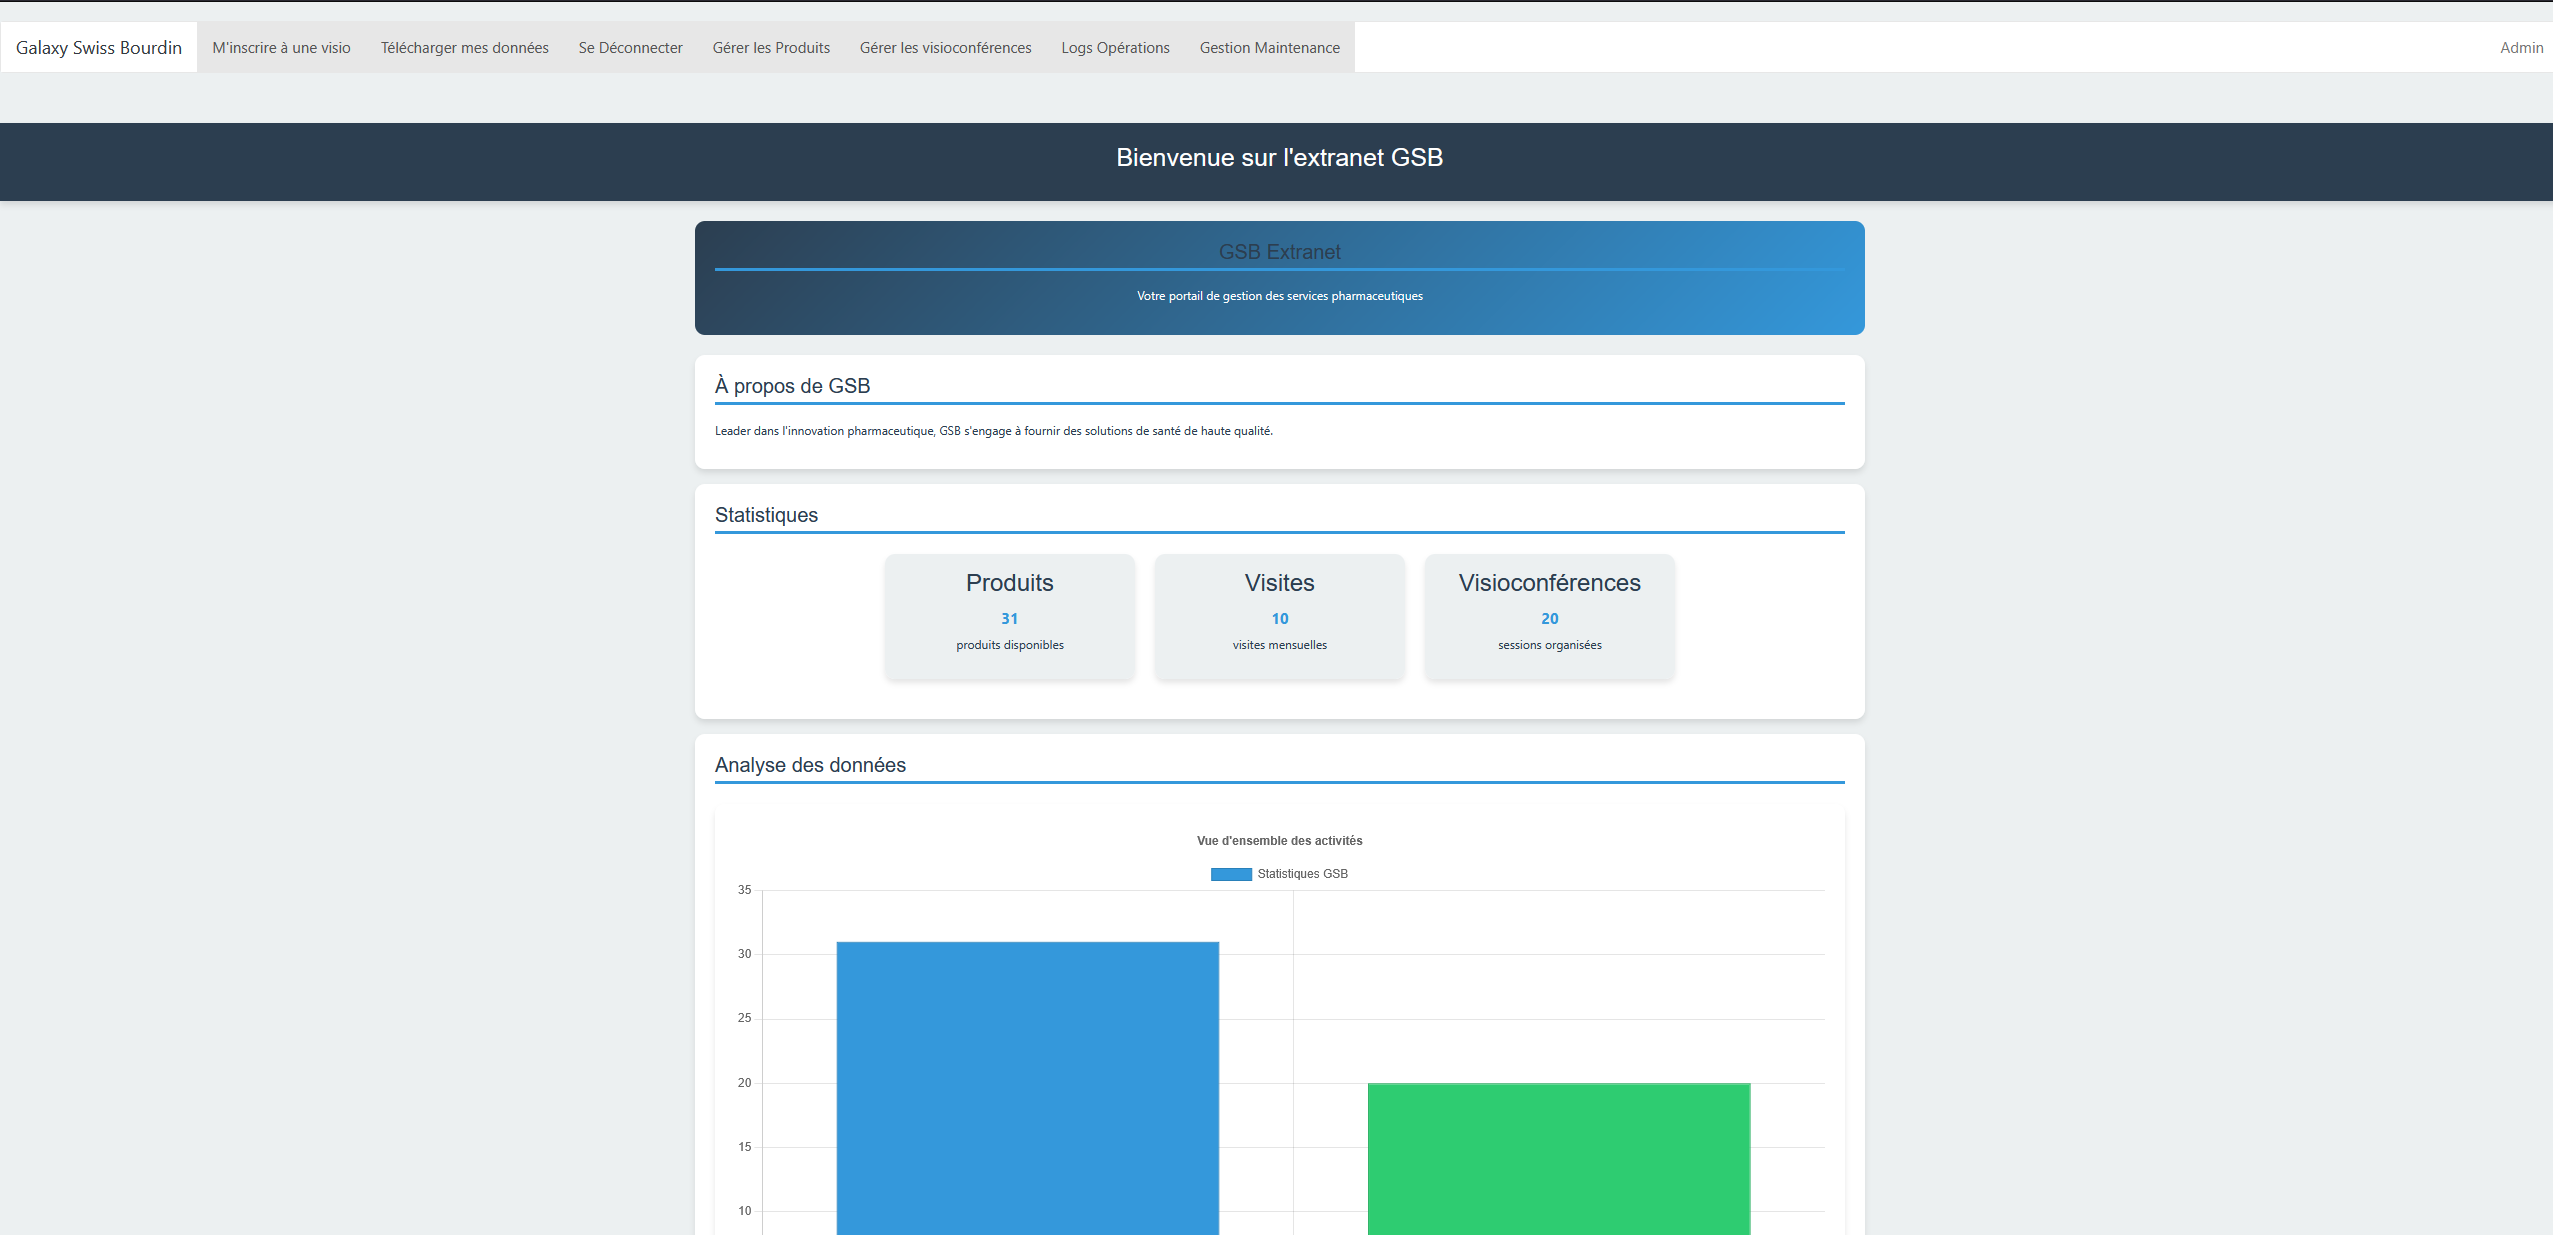 Galaxy Swiss Bourdin M'inscrire à une visio Télécharger mes données Se Déconnecter Gérer les Produits Gérer les visioconférences Logs Opérations Gestion Maintenance Admin
Bienvenue sur l'extranet GSB
GSB Extranet
Votre portail de gestion des services pharmaceutiques
À propos de GSB
Leader dans l'innovation pharmaceutique, GSB s'engage à fournir des solutions de santé de haute qualité.
Statistiques
Produits
31
produits disponibles
Visites
10
visites mensuelles
Visioconférences
20
sessions organisées
Analyse des données
Vue d'ensemble des activités
Statistiques GSB
35
30
25
20
15
10